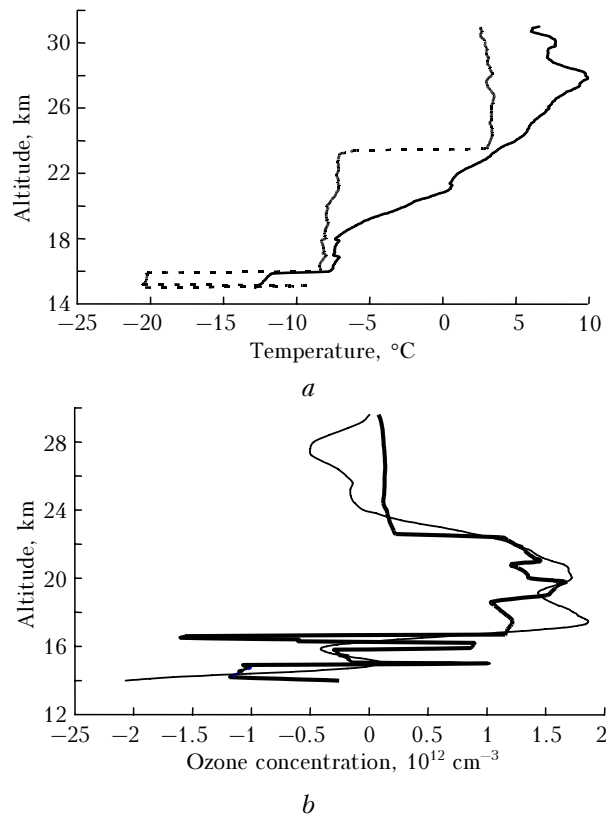 30
26
22
18
14
Altitude, km
−25 −20 −15 −10 −5 0 5 10
Temperature, °C
a
28
24
20
16
12
Altitude, km
−25 −2 −1.5 −1 −0.5 0 0.5 1 1.5 2
Ozone concentration, 10¹² cm⁻³
b